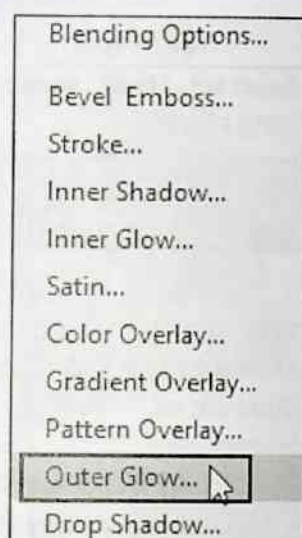 Blending Options...
Bevel Emboss...
Stroke...
Inner Shadow...
Inner Glow...
Satin...
Color Overlay...
Gradient Overlay...
Pattern Overlay...
Outer Glow...
Drop Shadow...